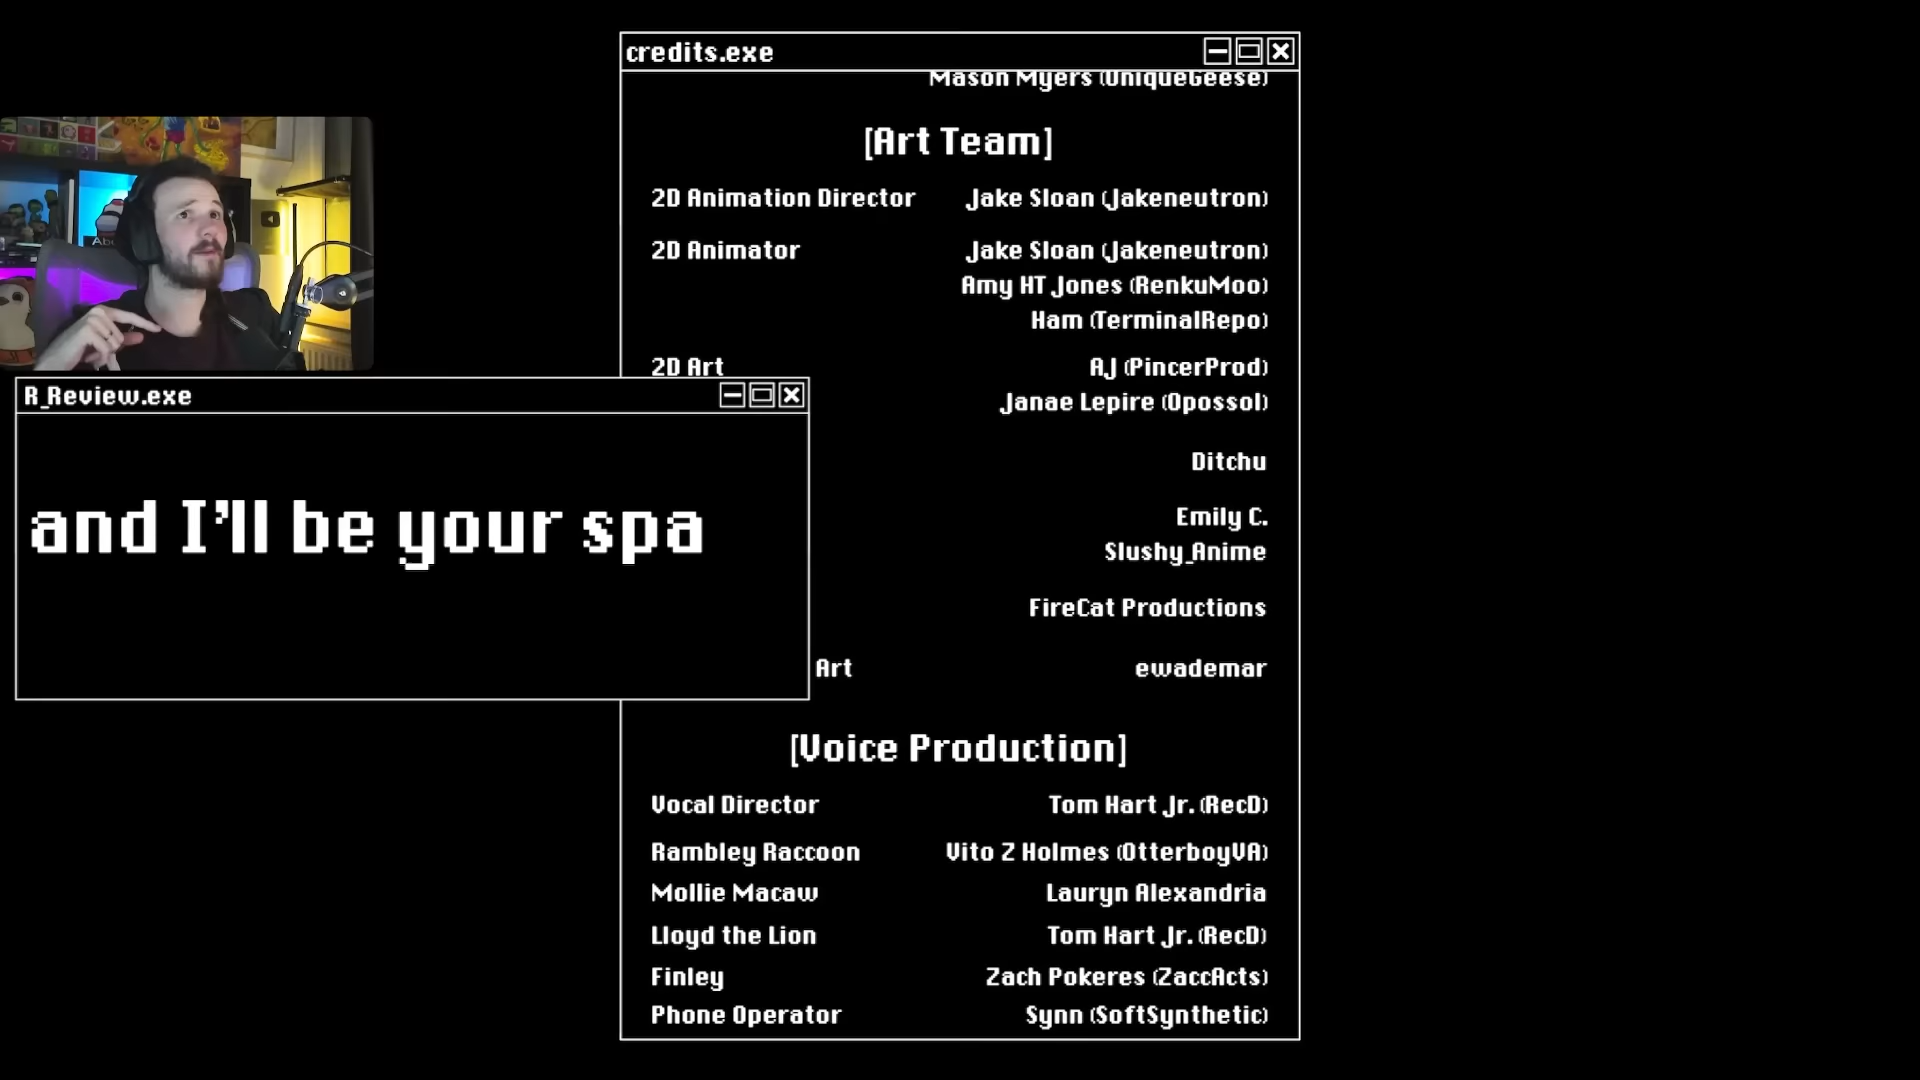 credits.exe
Mason Myers (UniqueGeese)
[Art Team]
2D Animation Director Jake Sloan (Jakeneutron)
2D Animator Jake Sloan (Jakeneutron)
Amy HT Jones (RenkuMoo)
Ham (TerminalRepo)
2D Art AJ (PincerProd)
Janae Lepire (Opossol)
Ditchu
Emily C.
Slushy_Anime
FireCat Productions
Art ewademar
[Voice Production]
Vocal Director Tom Hart Jr. (RecD)
Rambley Raccoon Vito Z Holmes (OtterboyVA)
Mollie Macaw Lauryn Alexandria
Lloyd the Lion Tom Hart Jr. (RecD)
Finley Zach Pokeres (ZaccActs)
Phone Operator Synn (SoftSynthetic)
R_Review.exe
and I'll be your spa